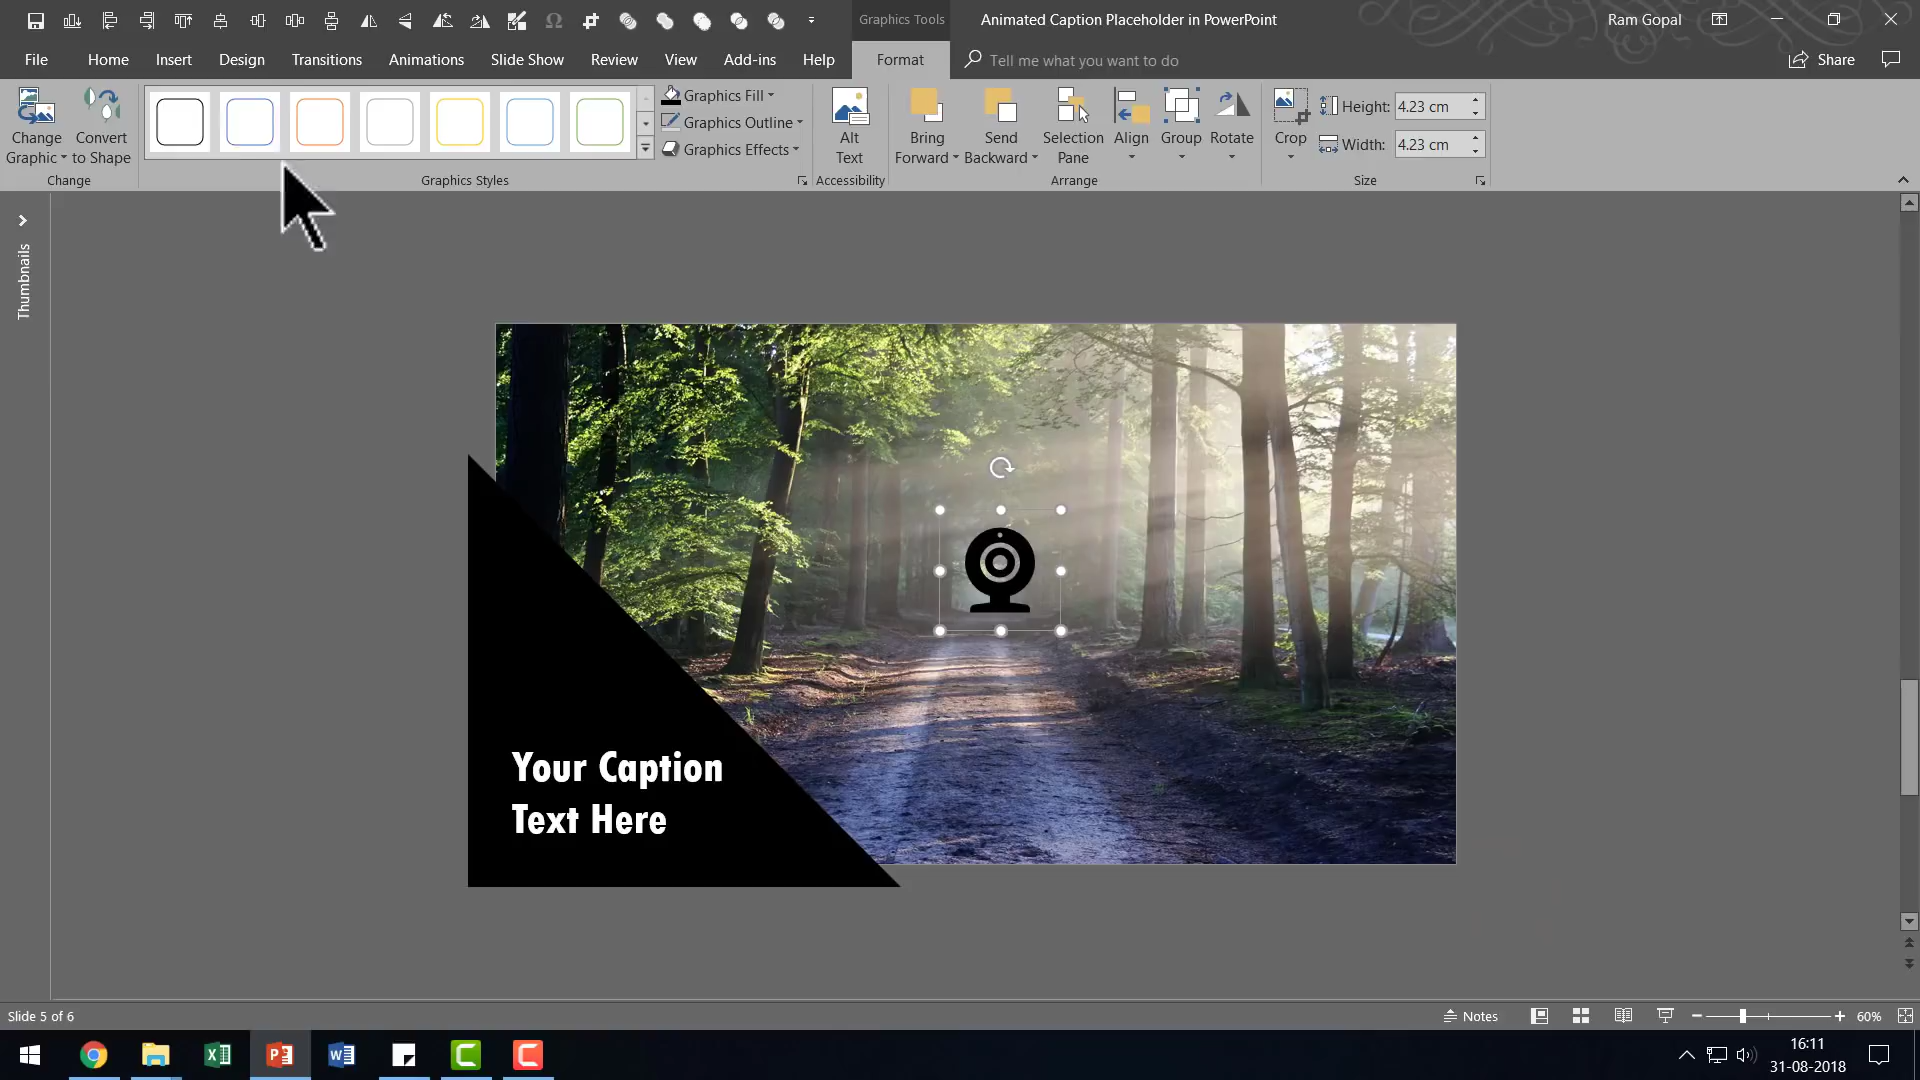 Graphics Tools
Animated Caption Placeholder in PowerPoint
Ram Gopal
File
Home
Insert
Design
Transitions
Animations
Slide Show
Review
View
Add-ins
Help
Format
Tell me what you want to do
Share
Change
Graphic
Convert
to Shape
Change
Graphics Styles
Graphics Fill
Graphics Outline
Graphics Effects
Alt
Text
Accessibility
Bring
Forward
Send
Backward
Selection
Pane
Align
Group
Rotate
Arrange
Crop
Height: 4.23 cm
Width: 4.23 cm
Size
Thumbnails
Your Caption
Text Here
Slide 5 of 6
Notes
60%
16:11
31-08-2018